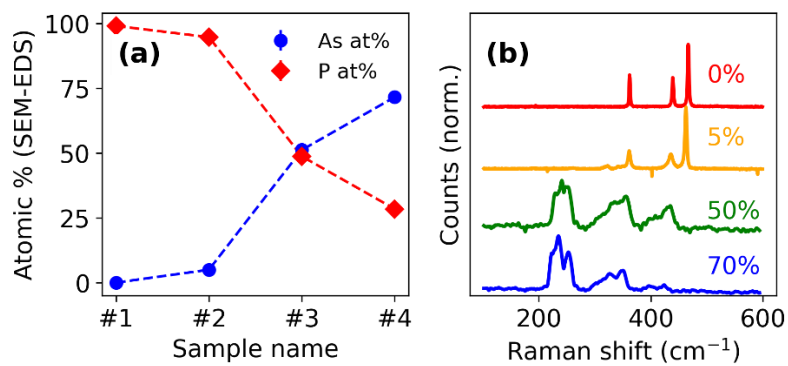 (a)
As at%
P at%
100
75
50
25
0
Atomic % (SEM-EDS)
#1 #2 #3 #4
Sample name
(b)
0%
5%
50%
70%
Counts (norm.)
200 400 600
Raman shift (cm⁻¹)